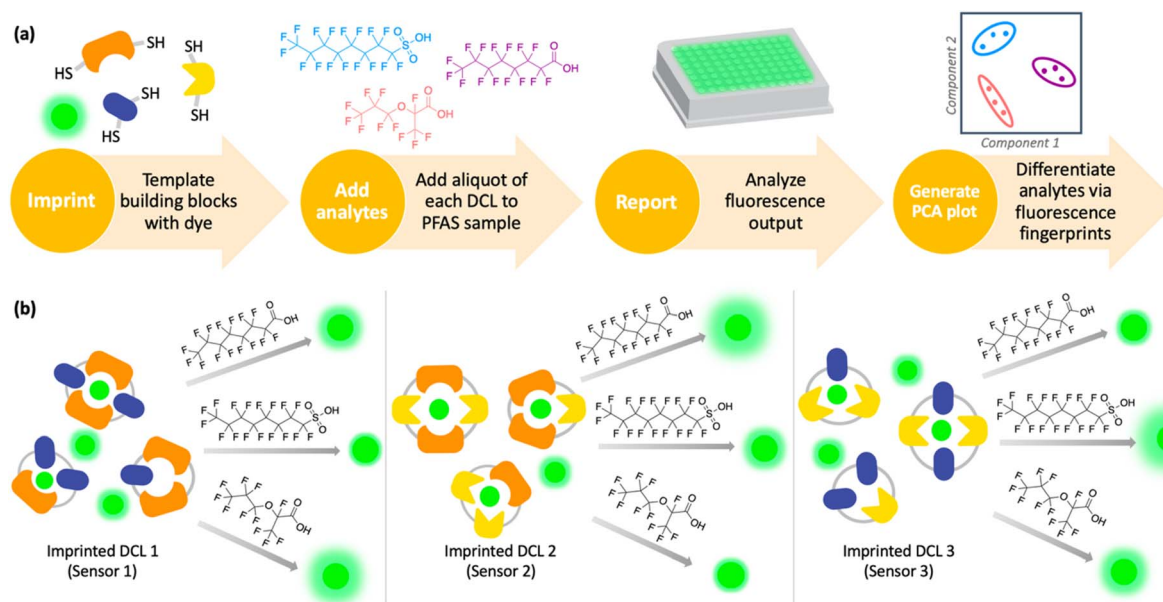 (a)
SH
HS
SH
SH
SH
HS
F F F F F F F F O OH
F S
F F F F F F F F O
F F F F F F F O
F OH
F F F F F F F
F F F F O
F O OH
F F F F F F
Component 2
Component 1
Imprint
Template
building blocks
with dye
Add
analytes
Add aliquot of
each DCL to
PFAS sample
Report
Analyze
fluorescence
output
Generate
PCA plot
Differentiate
analytes via
fluorescence
fingerprints
(b)
Imprinted DCL 1
(Sensor 1)
Imprinted DCL 2
(Sensor 2)
Imprinted DCL 3
(Sensor 3)